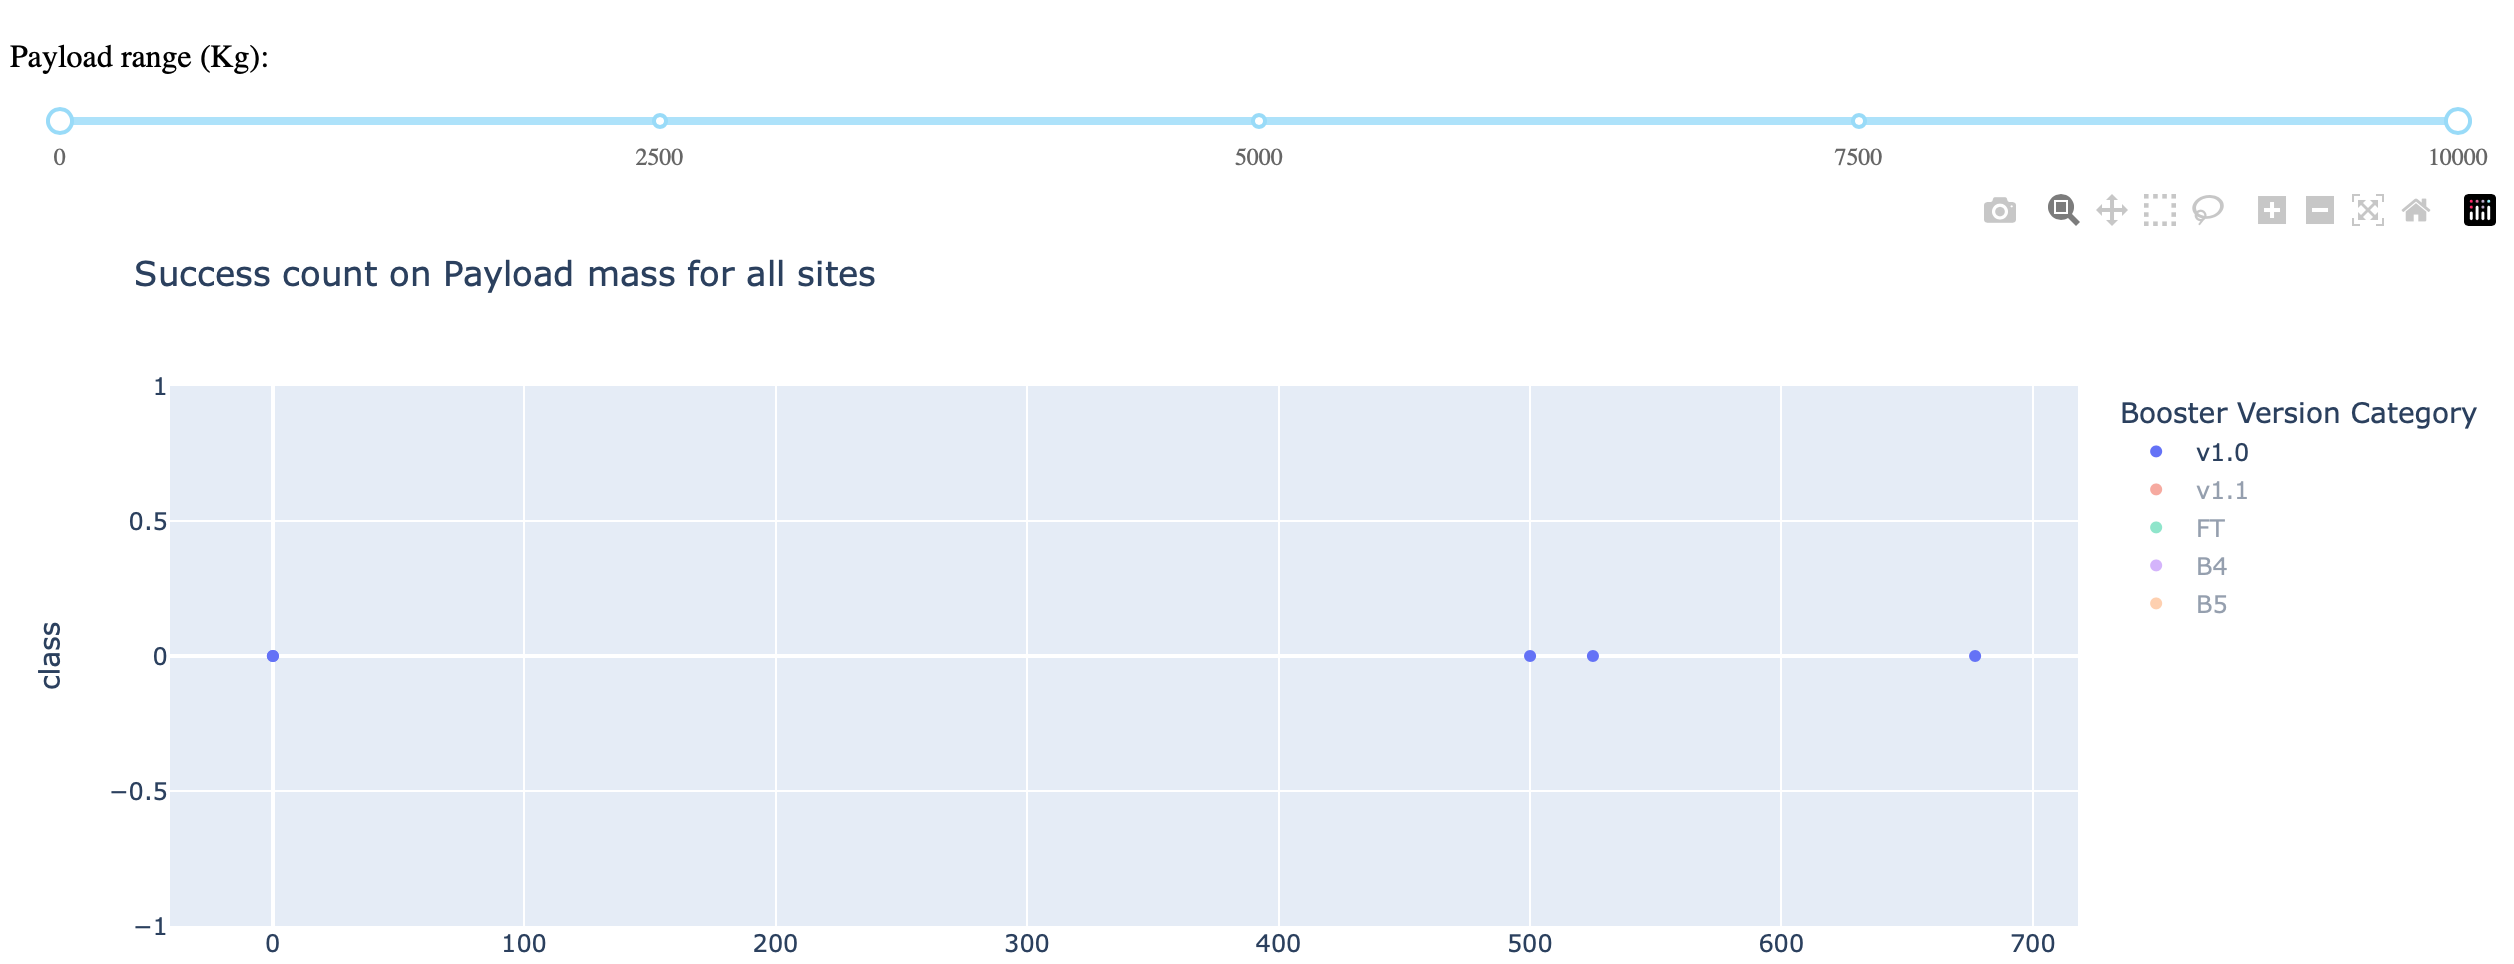 Payload range (Kg):
0 2500 5000 7500 10000
Success count on Payload mass for all sites
1
0.5
0
−0.5
−1
class
0 100 200 300 400 500 600 700
Booster Version Category
v1.0
v1.1
FT
B4
B5